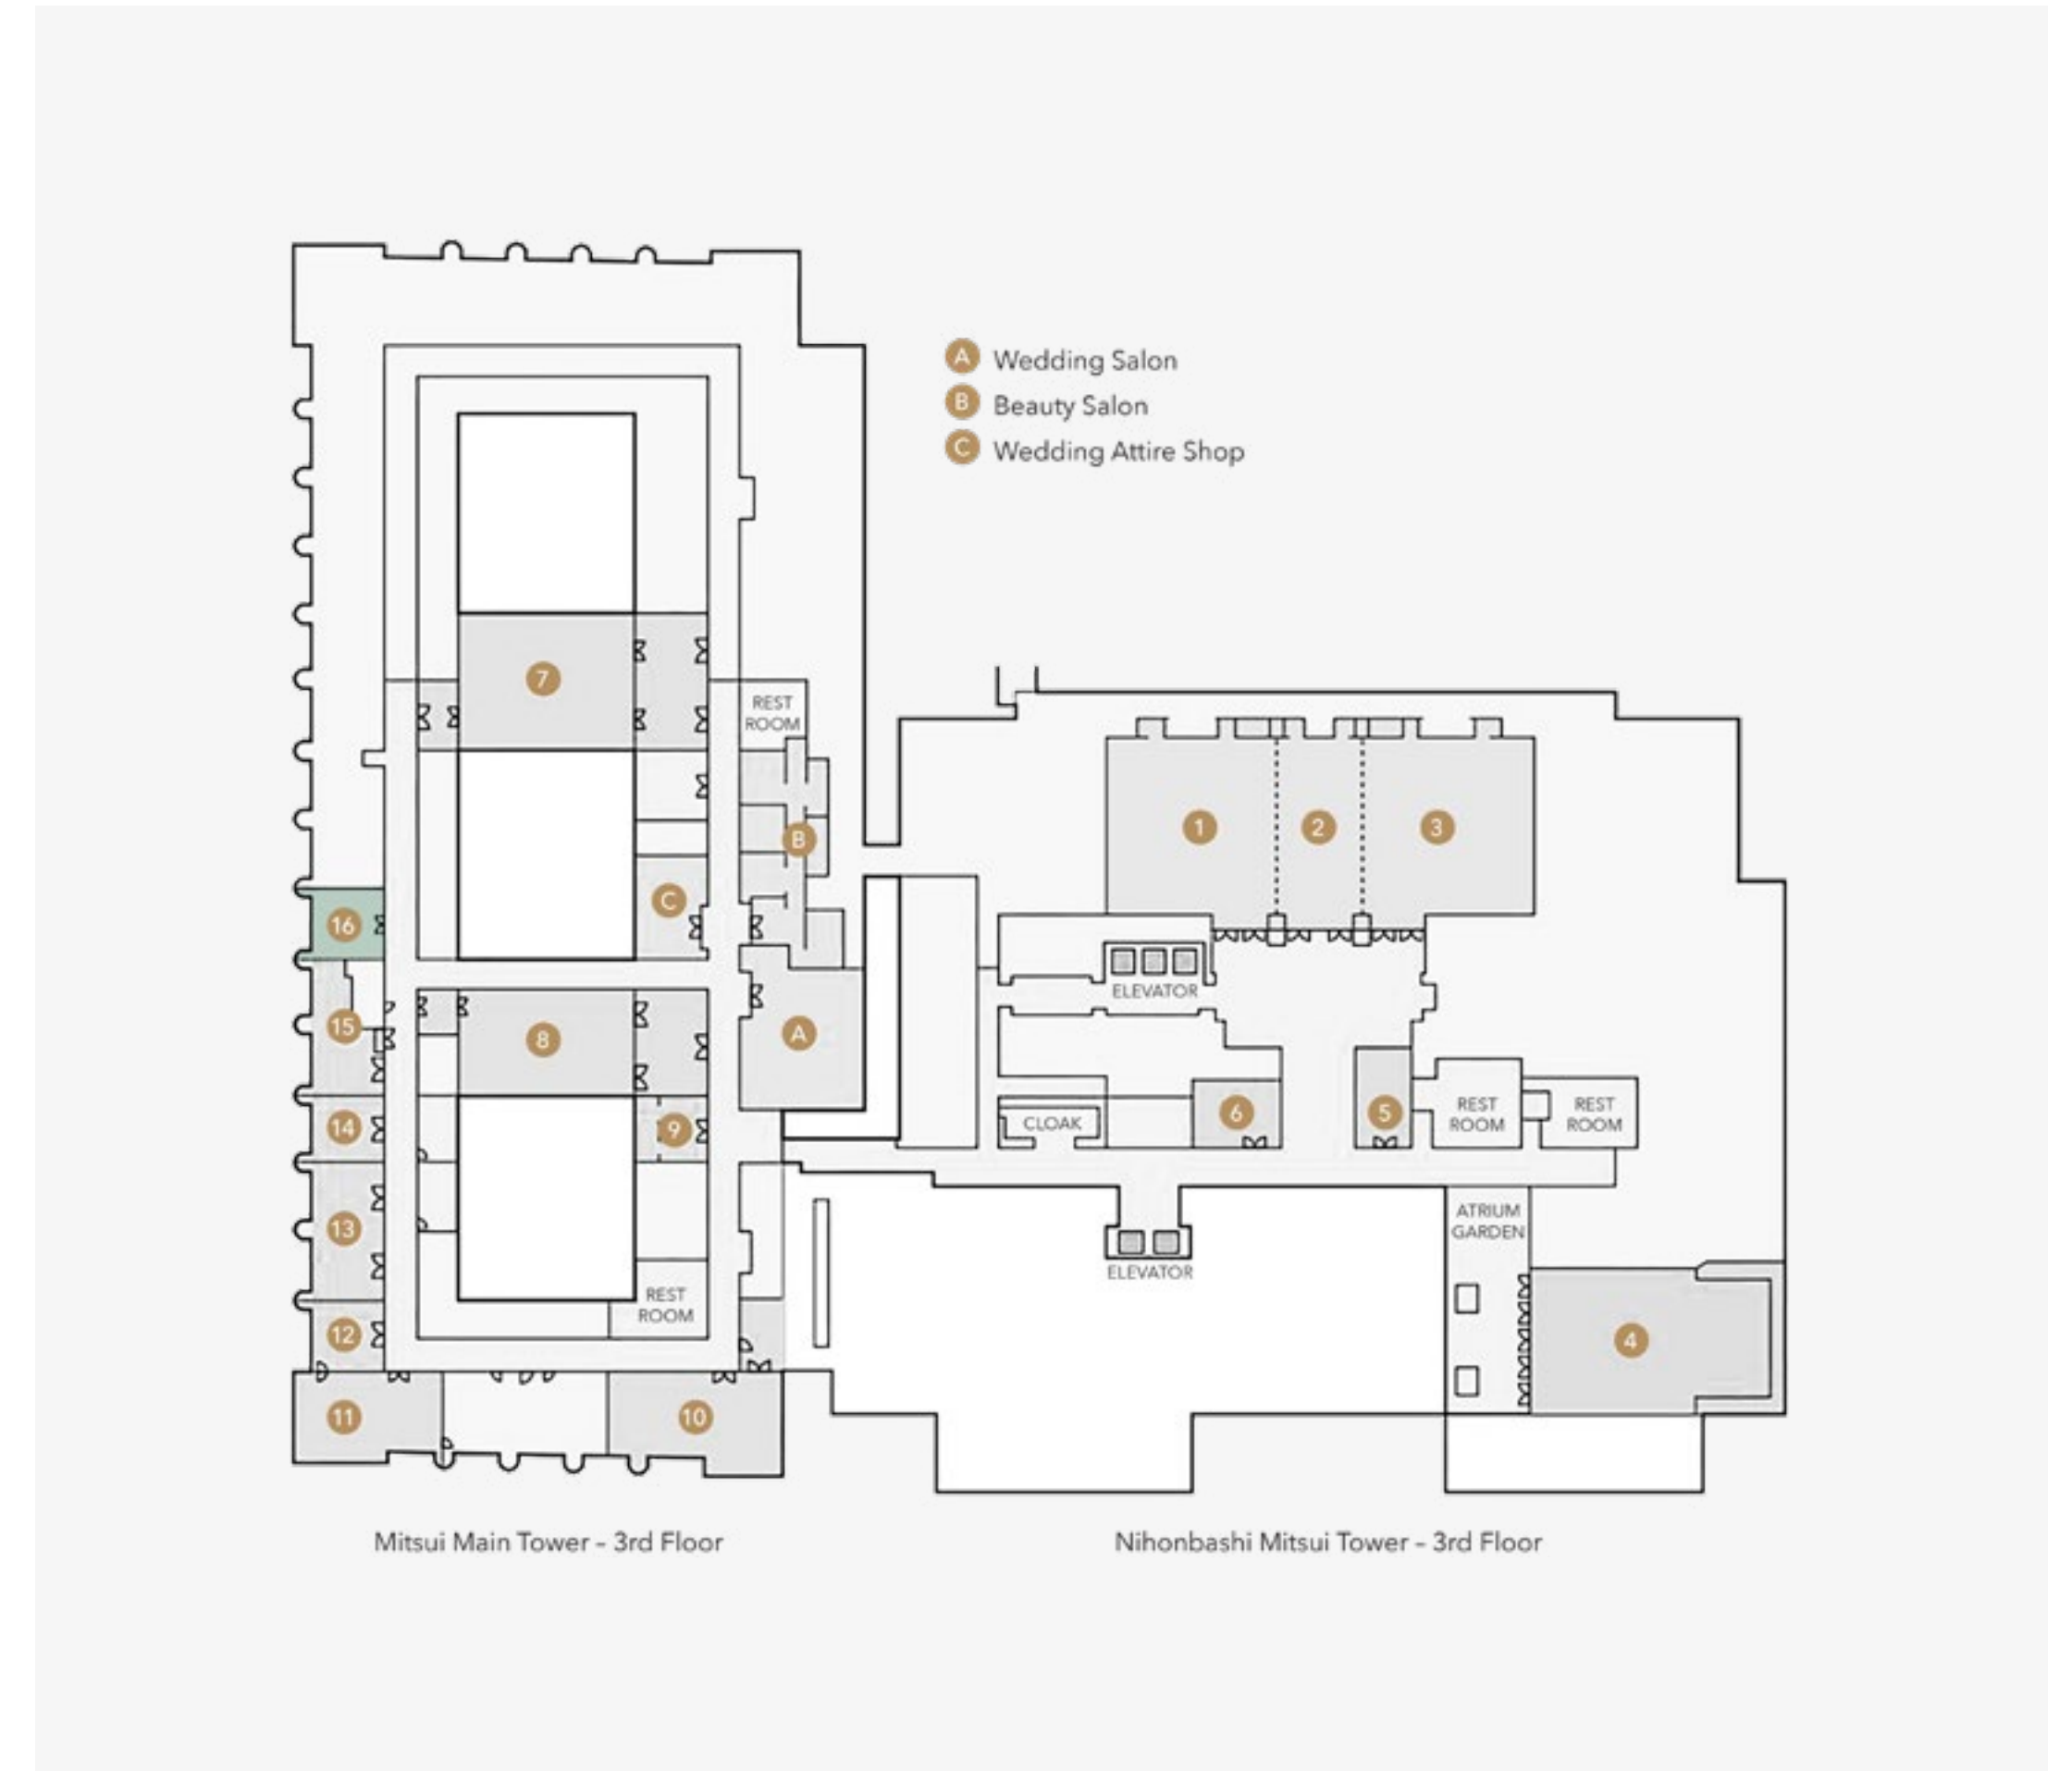 A Wedding Salon
B Beauty Salon
C Wedding Attire Shop
7
REST
ROOM
1
2
3
B
C
16
ELEVATOR
15
8
A
14
9
CLOAK
6
5
REST
ROOM
REST
ROOM
13
ATRIUM
GARDEN
ELEVATOR
REST
ROOM
12
4
11
10
Mitsui Main Tower – 3rd Floor
Nihonbashi Mitsui Tower – 3rd Floor